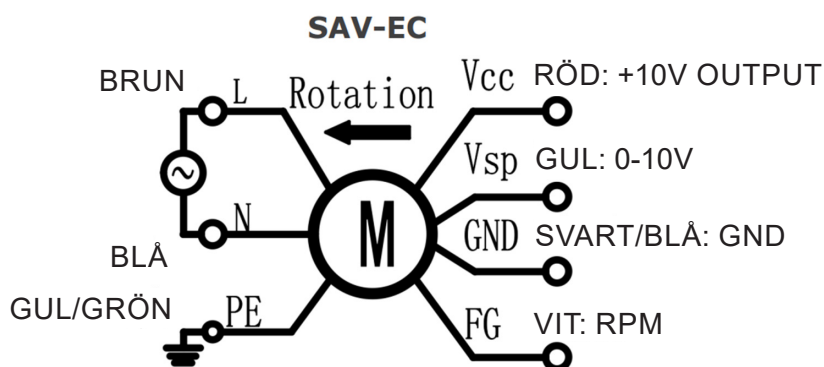 SAV-EC
BRUN L Rotation Vcc RÖD: +10V OUTPUT
Vsp GUL: 0-10V
N M GND SVART/BLÅ: GND
BLÅ
GUL/GRÖN PE FG VIT: RPM